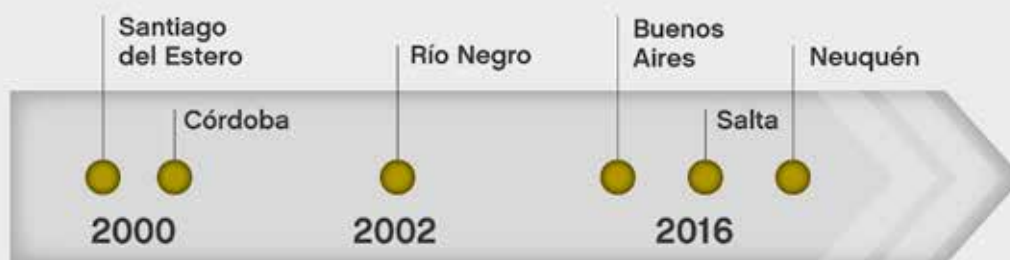 Santiago
del Estero
Córdoba
Río Negro
Buenos
Aires
Salta
Neuquén
2000
2002
2016